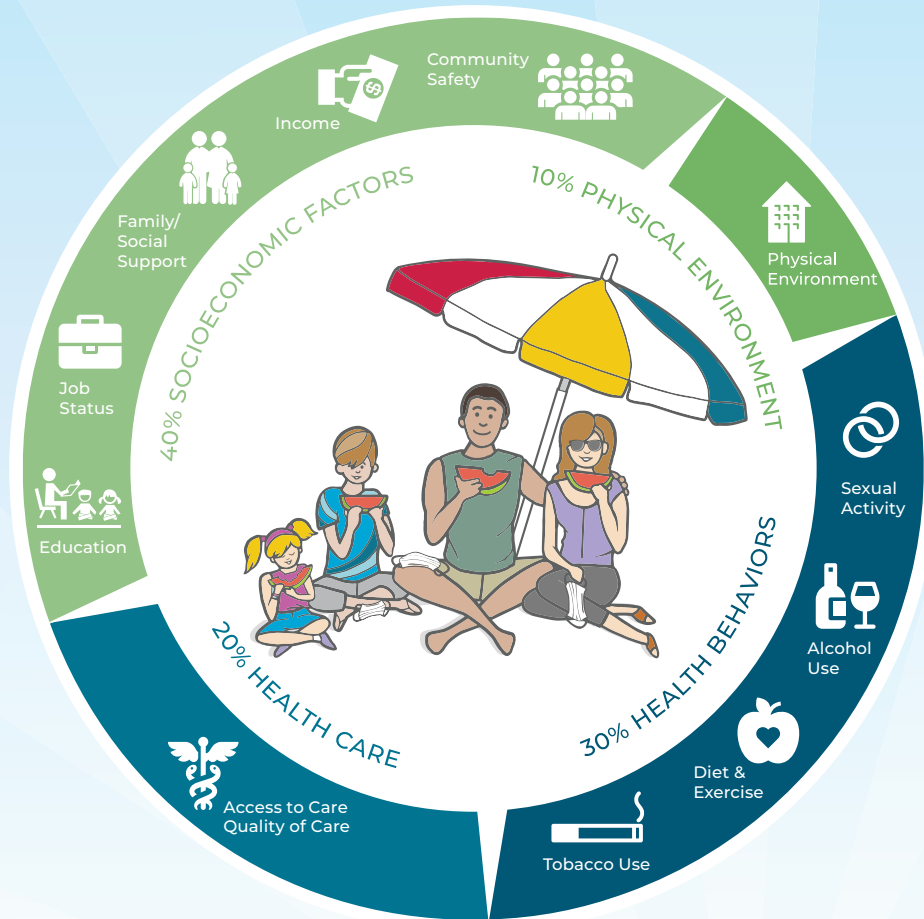 40% SOCIOECONOMIC FACTORS
Education
Job
Status
Family/
Social
Support
Income
Community
Safety
10% PHYSICAL ENVIRONMENT
Physical
Environment
30% HEALTH BEHAVIORS
Sexual
Activity
Alcohol
Use
Diet &
Exercise
Tobacco Use
20% HEALTH CARE
Access to Care
Quality of Care
$